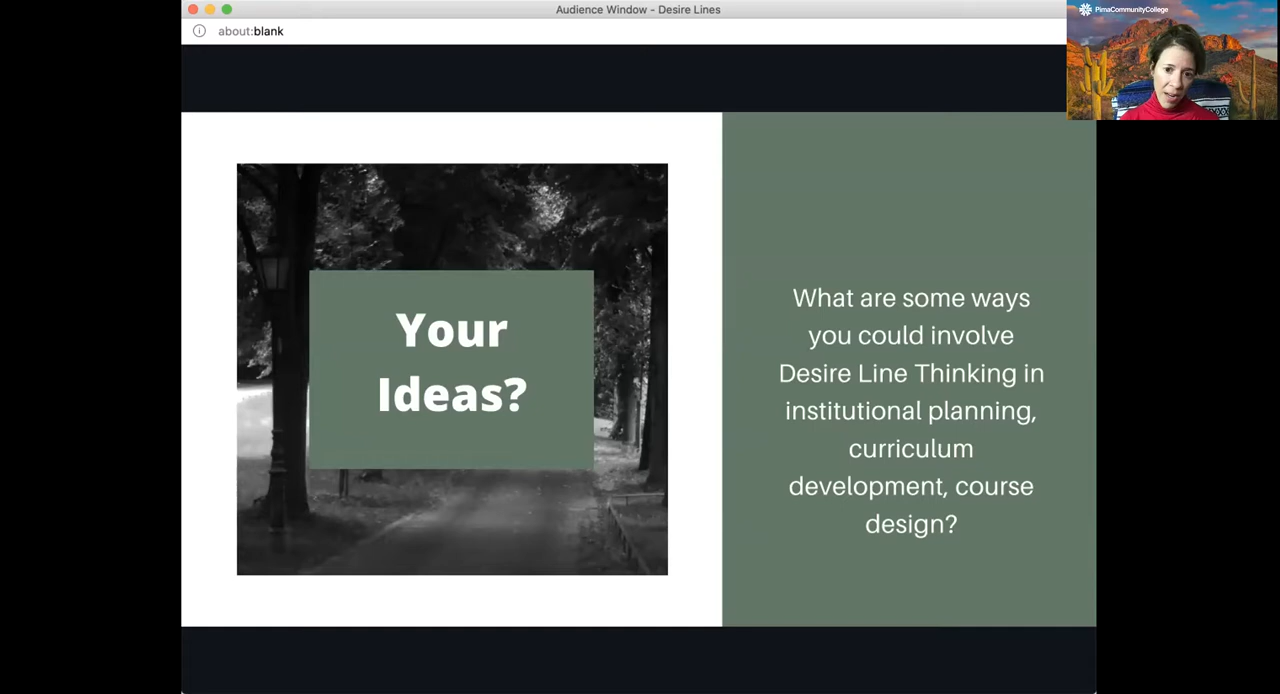 Audience Window - Desire Lines
about:blank
PimaCommunityCollege
Your
Ideas?
What are some ways
you could involve
Desire Line Thinking in
institutional planning,
curriculum
development, course
design?